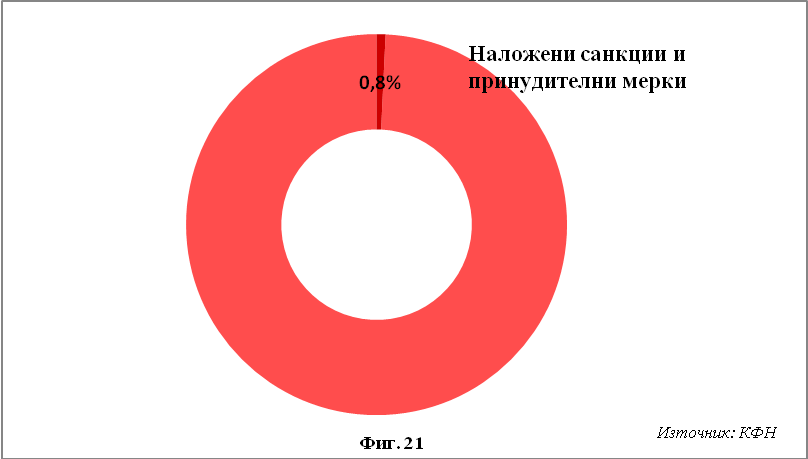 Наложени санкции и
принудителни мерки
0,8%
Източник: КФН
Фиг. 21